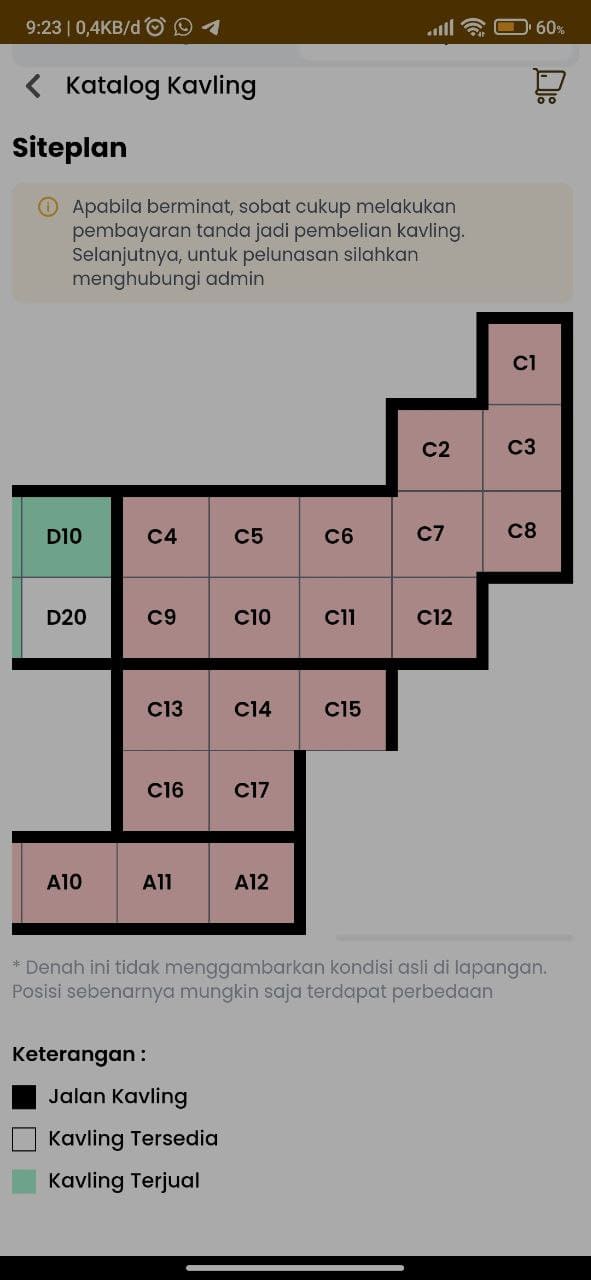 9:23 | 0,4KB/d
60%
Katalog Kavling
Siteplan
Apabila berminat, sobat cukup melakukan
pembayaran tanda jadi pembelian kavling.
Selanjutnya, untuk pelunasan silahkan
menghubungi admin
C1
C2 C3
D10 C4 C5 C6 C7 C8
D20 C9 C10 C11 C12
C13 C14 C15
C16 C17
A10 A11 A12
* Denah ini tidak menggambarkan kondisi asli di lapangan.
Posisi sebenarnya mungkin saja terdapat perbedaan
Keterangan :
Jalan Kavling
Kavling Tersedia
Kavling Terjual